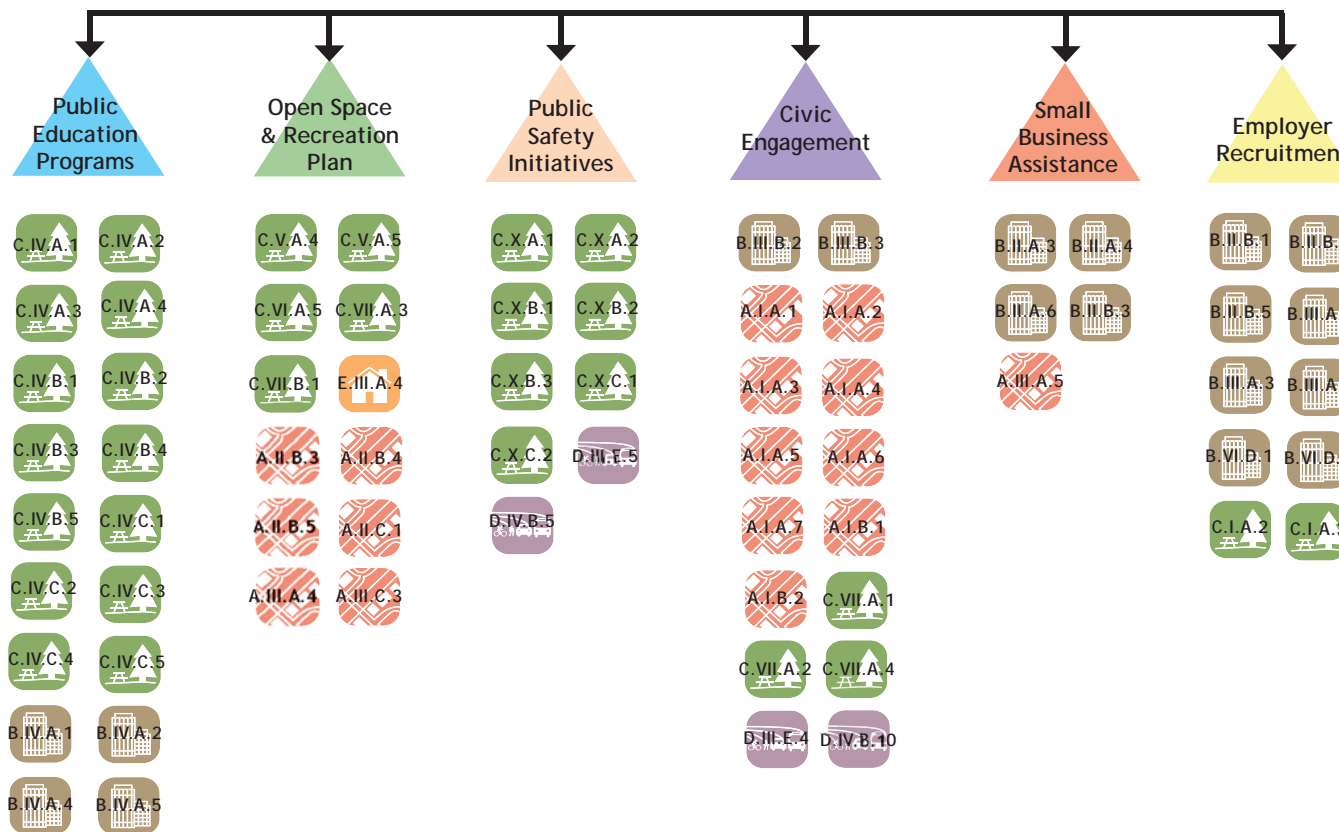 Public
Education
Programs
C.IV.A.1 C.IV.A.2
C.IV.A.3 C.IV.A.4
C.IV.B.1 C.IV.B.2
C.IV.B.3 C.IV.B.4
C.IV.B.5 C.IV.C.1
C.IV.C.2 C.IV.C.3
C.IV.C.4 C.IV.C.5
B.IV.A.1 B.IV.A.2
B.IV.A.4 B.IV.A.5
Open Space
& Recreation
Plan
C.V.A.4 C.V.A.5
C.VI.A.5 C.VII.A.3
C.VII.B.1 E.III.A.4
A.II.B.3 A.II.B.4
A.II.B.5 A.II.C.1
A.III.A.4 A.III.C.3
Public
Safety
Initiatives
C.X.A.1 C.X.A.2
C.X.B.1 C.X.B.2
C.X.B.3 C.X.C.1
C.X.C.2 D.III.E.5
D.IV.B.5
Civic
Engagement
B.III.B.2 B.III.B.3
A.I.A.1 A.I.A.2
A.I.A.3 A.I.A.4
A.I.A.5 A.I.A.6
A.I.A.7 A.I.B.1
A.I.B.2 C.VII.A.1
C.VII.A.2 C.VII.A.4
D.III.E.4 D.IV.B.10
Small
Business
Assistance
B.II.A.3 B.II.A.4
B.II.A.6 B.II.B.3
A.III.A.5
Employer
Recruitment
B.II.B.1
B.II.B.5
B.III.A.3
B.VI.D.1
C.I.A.2